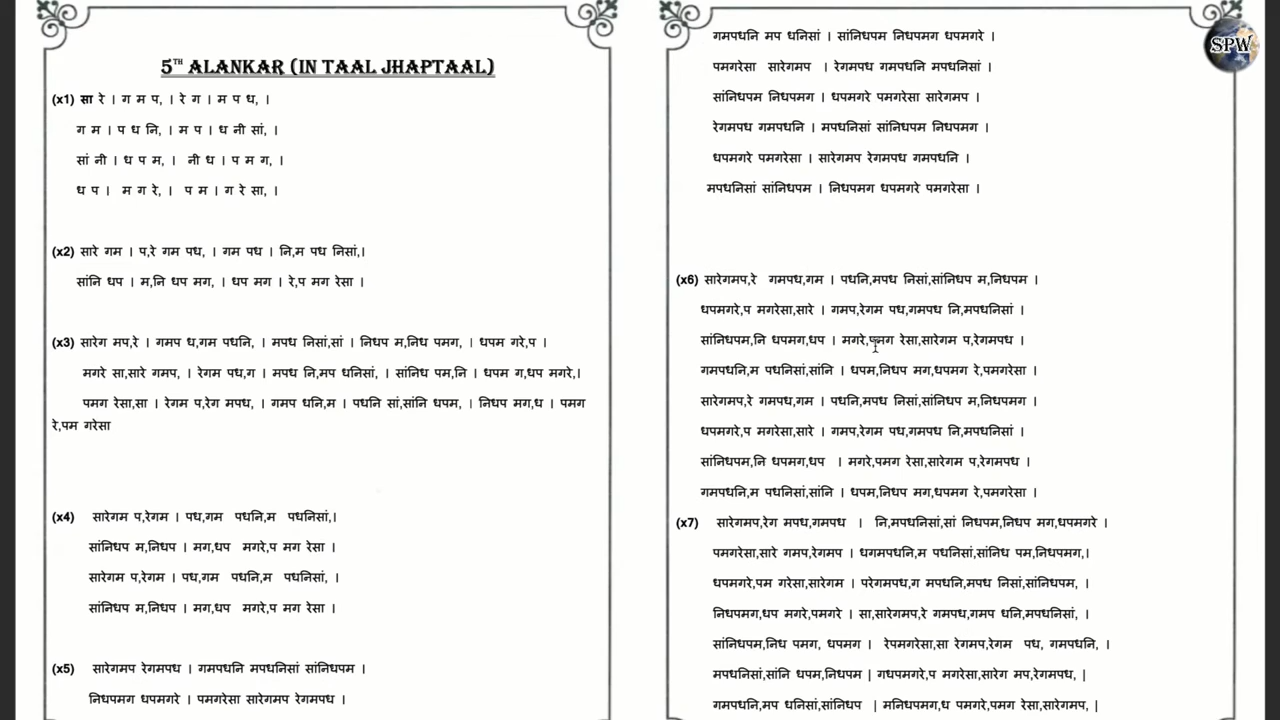 5TH ALANKAR (IN TAAL JHAPTAAL)
(x1) सा रे । ग म प, । रे ग । म प ध, ।
ग म । प ध नि, । म प । ध नी सां, ।
सां नी । ध प म, । नी ध । प म ग, ।
ध प । म ग रे, । प म । ग रे सा, ।
(x2) सारे गम । प,रे गम पध, । गम पध । नि,म पध निसां,।
सांनि धप । म,नि धप मग, । धप मग । रे,प मग रेसा ।
(x3) सारेग मप,रे । गमप ध,गम पधनि, । मपध निसां,सां । निधप म,निध पमग, । धपम गरे,प ।
मगरे सा,सारे गमप, । रेगम पध,ग । मपध नि,मप धनिसां, । सांनिध पम,नि । धपम ग,धप मगरे,।
पमग रेसा,सा । रेगम प,रेग मपध, । गमप धनि,म । पधनि सां,सांनि धपम, । निधप मग,ध । पमग
रे,पम गरेसा
(x4) सारेगम प,रेगम । पध,गम पधनि,म पधनिसां,।
सांनिधप म,निधप । मग,धप मगरे,प मग रेसा ।
सारेगम प,रेगम । पध,गम पधनि,म पधनिसां, ।
सांनिधप म,निधप । मग,धप मगरे,प मग रेसा ।
(x5) सारेगमप रेगमपध । गमपधनि मपधनिसां सांनिधपम ।
निधपमग धपमगरे । पमगरेसा सारेगमप रेगमपध ।
गमपधनि मप धनिसां । सांनिधपम निधपमग धपमगरे ।
पमगरेसा सारेगमप । रेगमपध गमपधनि मपधनिसां ।
सांनिधपम निधपमग । धपमगरे पमगरेसा सारेगमप ।
रेगमपध गमपधनि । मपधनिसां सांनिधपम निधपमग ।
धपमगरे पमगरेसा । सारेगमप रेगमपध गमपधनि ।
मपधनिसां सांनिधपम । निधपमग धपमगरे पमगरेसा ।
(x6) सारेगमप,रे गमपध,गम । पधनि,मपध निसां,सांनिधप म,निधपम ।
धपमगरे,प मगरेसा,सारे । गमप,रेगम पध,गमपध नि,मपधनिसां ।
सांनिधपम,नि धपमग,धप । मगरे,पमग रेसा,सारेगम प,रेगमपध ।
गमपधनि,म पधनिसां,सांनि । धपम,निधप मग,धपमग रे,पमगरेसा ।
सारेगमप,रे गमपध,गम । पधनि,मपध निसां,सांनिधप म,निधपमग ।
धपमगरे,प मगरेसा,सारे । गमप,रेगम पध,गमपध नि,मपधनिसां ।
सांनिधपम,नि धपमग,धप । मगरे,पमग रेसा,सारेगम प,रेगमपध ।
गमपधनि,म पधनिसां,सांनि । धपम,निधप मग,धपमग रे,पमगरेसा ।
(x7) सारेगमप,रेग मपध,गमपध । नि,मपधनिसां,सां निधपम,निधप मग,धपमगरे ।
पमगरेसा,सारे गमप,रेगमप । धगमपधनि,म पधनिसां,सांनिध पम,निधपमग,।
धपमगरे,पम गरेसा,सारेगम । परेगमपध,ग मपधनि,मपध निसां,सांनिधपम, ।
निधपमग,धप मगरे,पमगरे । सा,सारेगमप,रे गमपध,गमप धनि,मपधनिसां, ।
सांनिधपम,निध पमग, धपमग । रेपमगरेसा,सा रेगमप,रेगम पध, गमपधनि, ।
मपधनिसां,सांनि धपम,निधपम | गधपमगरे,प मगरेसा,सारेग मप,रेगमपध, |
गमपधनि,मप धनिसां,सांनिधप | मनिधपमग,ध पमगरे,पमग रेसा,सारेगमप, |
SPW